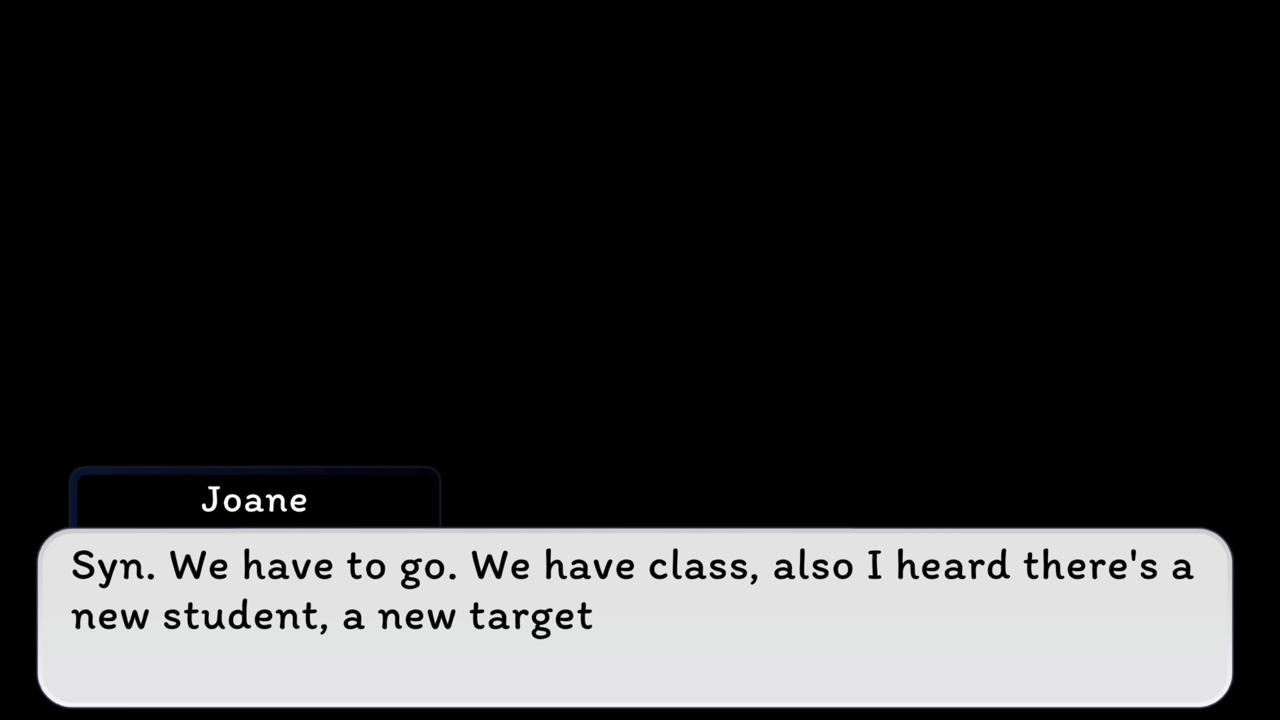 Joane
Syn. We have to go. We have class, also I heard there's a
new student, a new target